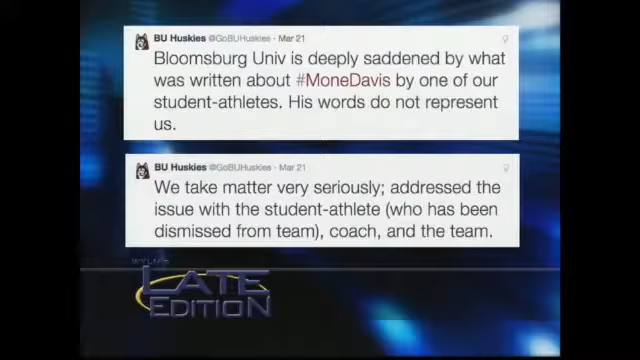 BU Huskies @GoBUHuskies · Mar 21
Bloomsburg Univ is deeply saddened by what
was written about #MoneDavis by one of our
student-athletes. His words do not represent
us.
BU Huskies @GoBUHuskies · Mar 21
We take matter very seriously; addressed the
issue with the student-athlete (who has been
dismissed from team), coach, and the team.
WYLN's
LATE
EDITION